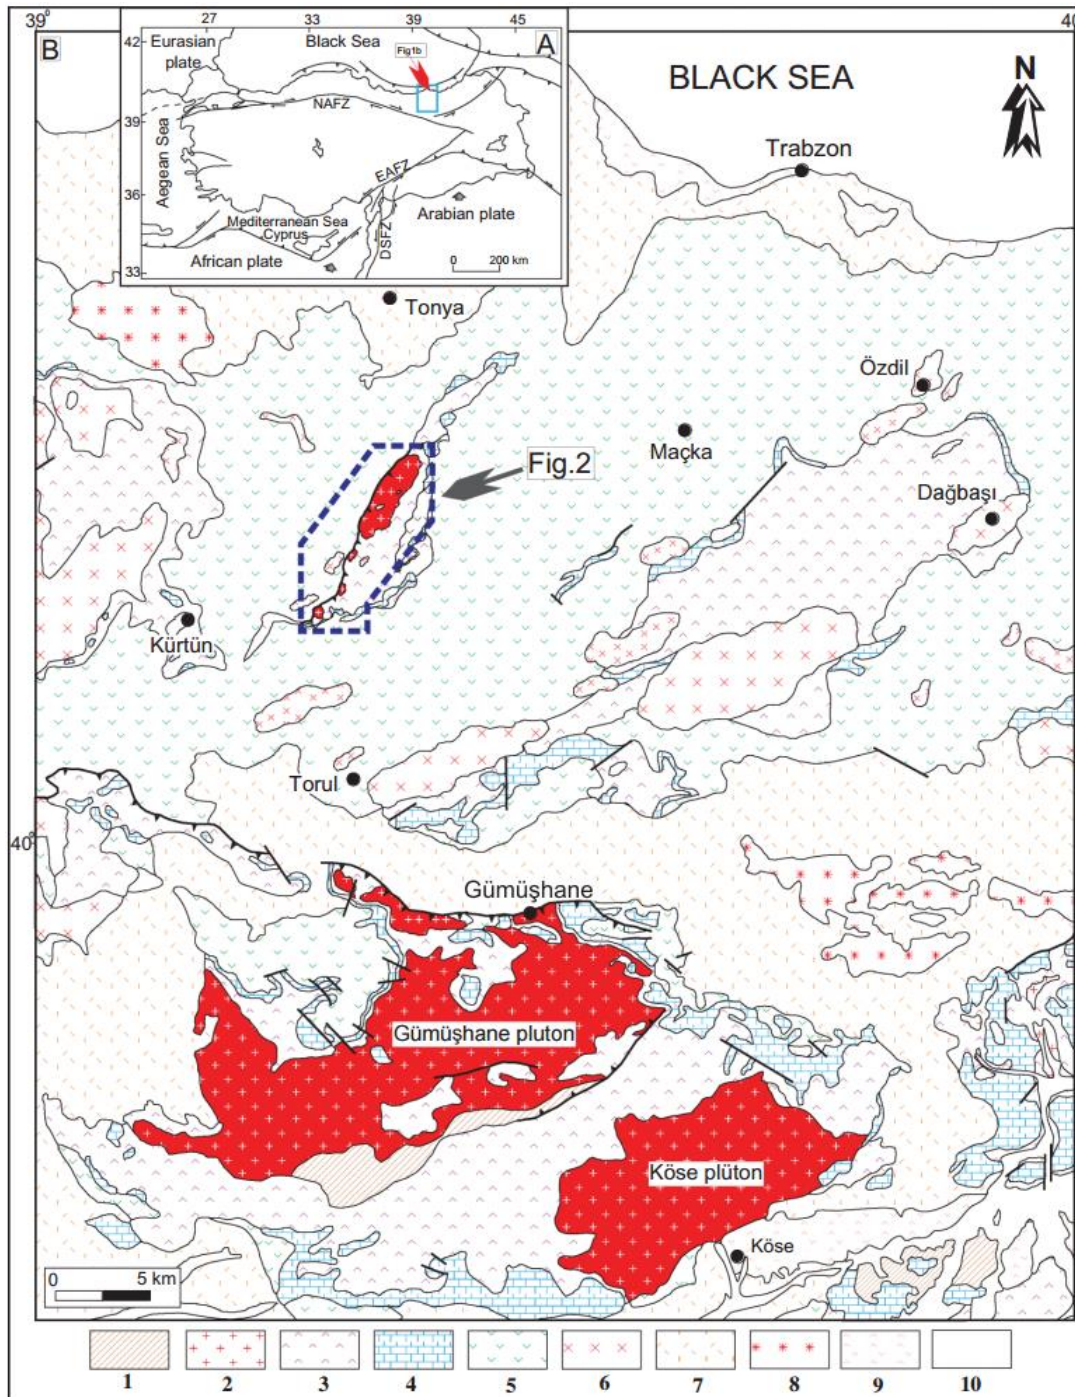 39°
27
33
39
45
40
B
A
42
39
36
33
Eurasian
plate
Black Sea
Fig1b
NAFZ
Aegean Sea
EAFZ
Mediterranean Sea
Cyprus
DSFZ
Arabian plate
African plate
0 200 km
BLACK SEA
N
Trabzon
Tonya
Özdil
Maçka
Fig.2
Dağbaşı
Kürtün
Torul
40°
Gümüşhane
Gümüşhane pluton
Köse plüton
Köse
0 5 km
1 2 3 4 5 6 7 8 9 10